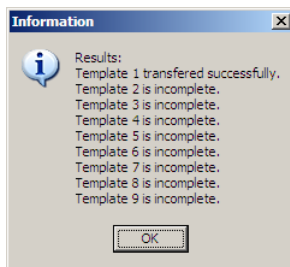 Information
Results:
Template 1 transfered successfully.
Template 2 is incomplete.
Template 3 is incomplete.
Template 4 is incomplete.
Template 5 is incomplete.
Template 6 is incomplete.
Template 7 is incomplete.
Template 8 is incomplete.
Template 9 is incomplete.
OK